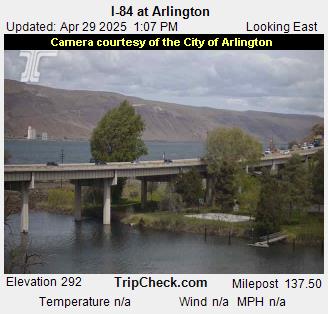 I-84 at Arlington
Updated: Apr 29 2025 1:07 PM Looking East
Camera courtesy of the City of Arlington
Elevation 292 TripCheck.com Milepost 137.50
Temperature n/a Wind n/a MPH n/a